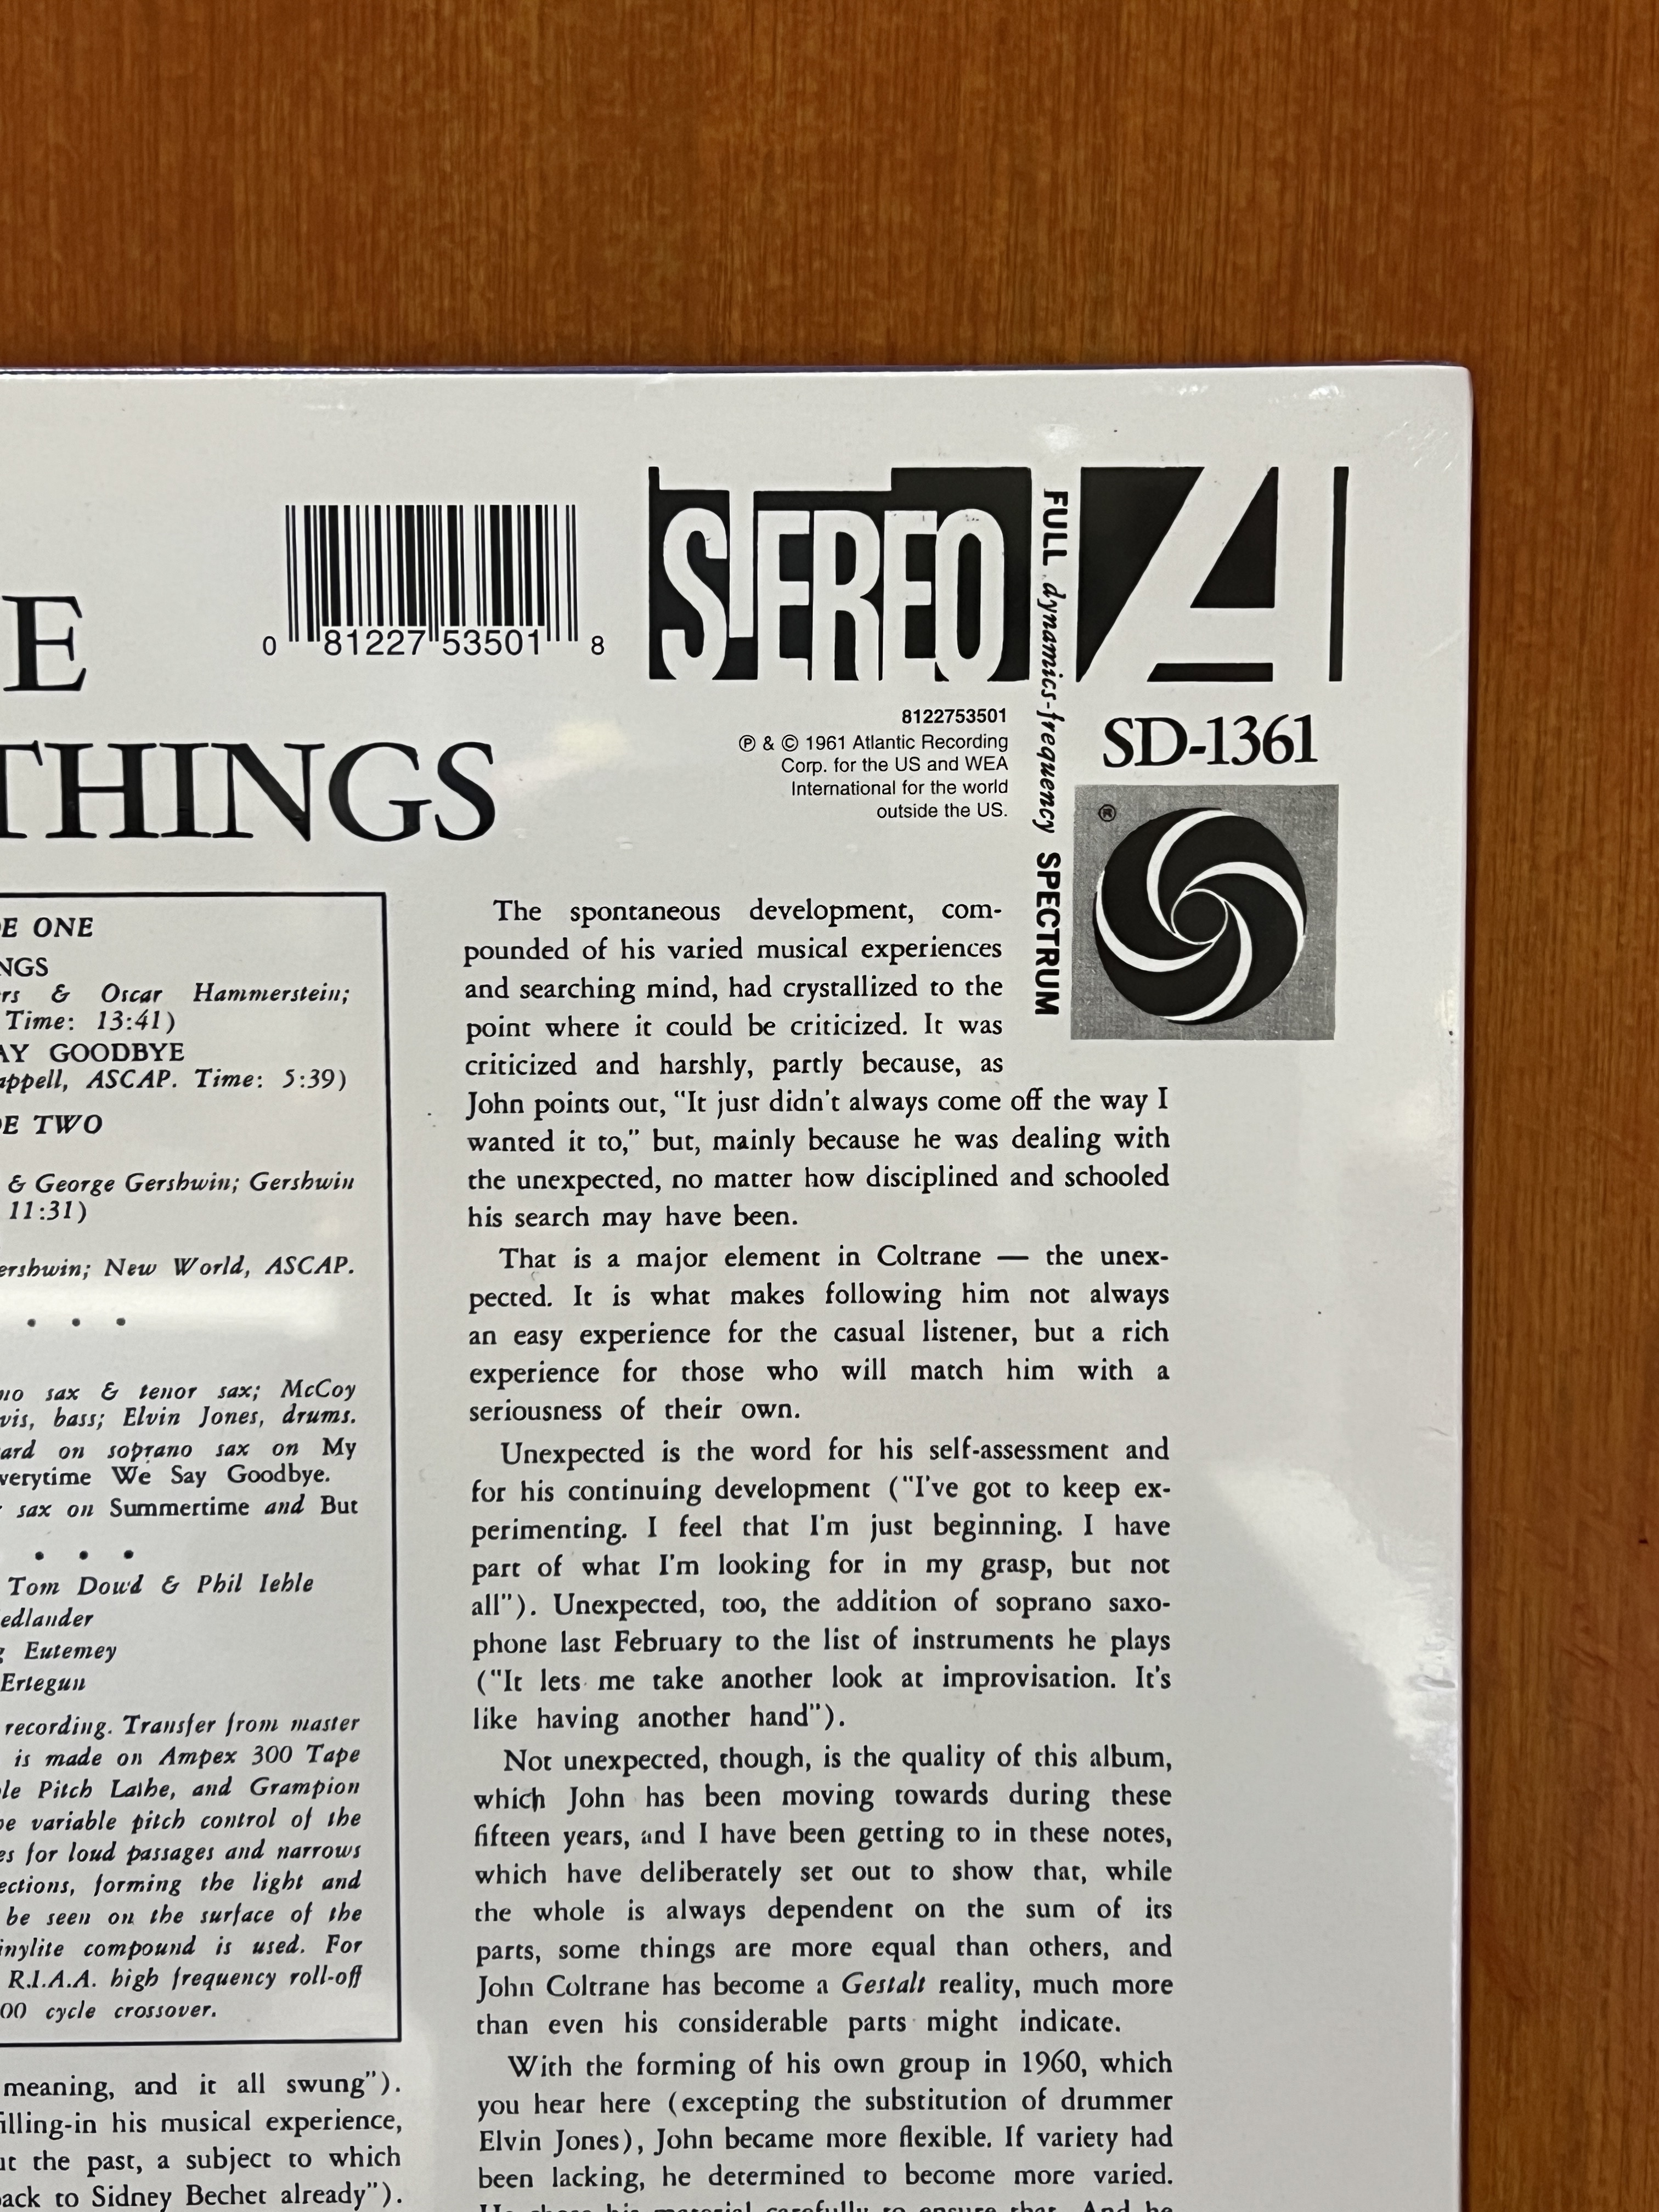 E
THINGS
0 81227 53501 8
STEREO
FULL dynamics-frequency SPECTRUM
8122753501
℗ & © 1961 Atlantic Recording
Corp. for the US and WEA
International for the world
outside the US.
SD-1361
®
E ONE
NGS
rs & Oscar Hammerstein;
Time: 13:41)
AY GOODBYE
appell, ASCAP. Time: 5:39)
E TWO
& George Gershwin; Gershwin
11:31)
ershwin; New World, ASCAP.
. . .
no sax & tenor sax; McCoy
vis, bass; Elvin Jones, drums.
ard on soprano sax on My
verytime We Say Goodbye.
sax on Summertime and But
. . .
Tom Dowd & Phil Iehle
edlander
g Eutemey
Ertegun
recording. Transfer from master
is made on Ampex 300 Tape
le Pitch Lathe, and Grampion
be variable pitch control of the
es for loud passages and narrows
ections, forming the light and
be seen on the surface of the
inylite compound is used. For
R.I.A.A. high frequency roll-off
00 cycle crossover.
meaning, and it all swung").
illing-in his musical experience,
ut the past, a subject to which
back to Sidney Bechet already").
The spontaneous development, com-
pounded of his varied musical experiences
and searching mind, had crystallized to the
point where it could be criticized. It was
criticized and harshly, partly because, as
John points out, "It just didn't always come off the way I
wanted it to," but, mainly because he was dealing with
the unexpected, no matter how disciplined and schooled
his search may have been.
That is a major element in Coltrane — the unex-
pected. It is what makes following him not always
an easy experience for the casual listener, but a rich
experience for those who will match him with a
seriousness of their own.
Unexpected is the word for his self-assessment and
for his continuing development ("I've got to keep ex-
perimenting. I feel that I'm just beginning. I have
part of what I'm looking for in my grasp, but not
all"). Unexpected, too, the addition of soprano saxo-
phone last February to the list of instruments he plays
("It lets me take another look at improvisation. It's
like having another hand").
Not unexpected, though, is the quality of this album,
which John has been moving towards during these
fifteen years, and I have been getting to in these notes,
which have deliberately set out to show that, while
the whole is always dependent on the sum of its
parts, some things are more equal than others, and
John Coltrane has become a Gestalt reality, much more
than even his considerable parts might indicate.
With the forming of his own group in 1960, which
you hear here (excepting the substitution of drummer
Elvin Jones), John became more flexible. If variety had
been lacking, he determined to become more varied.